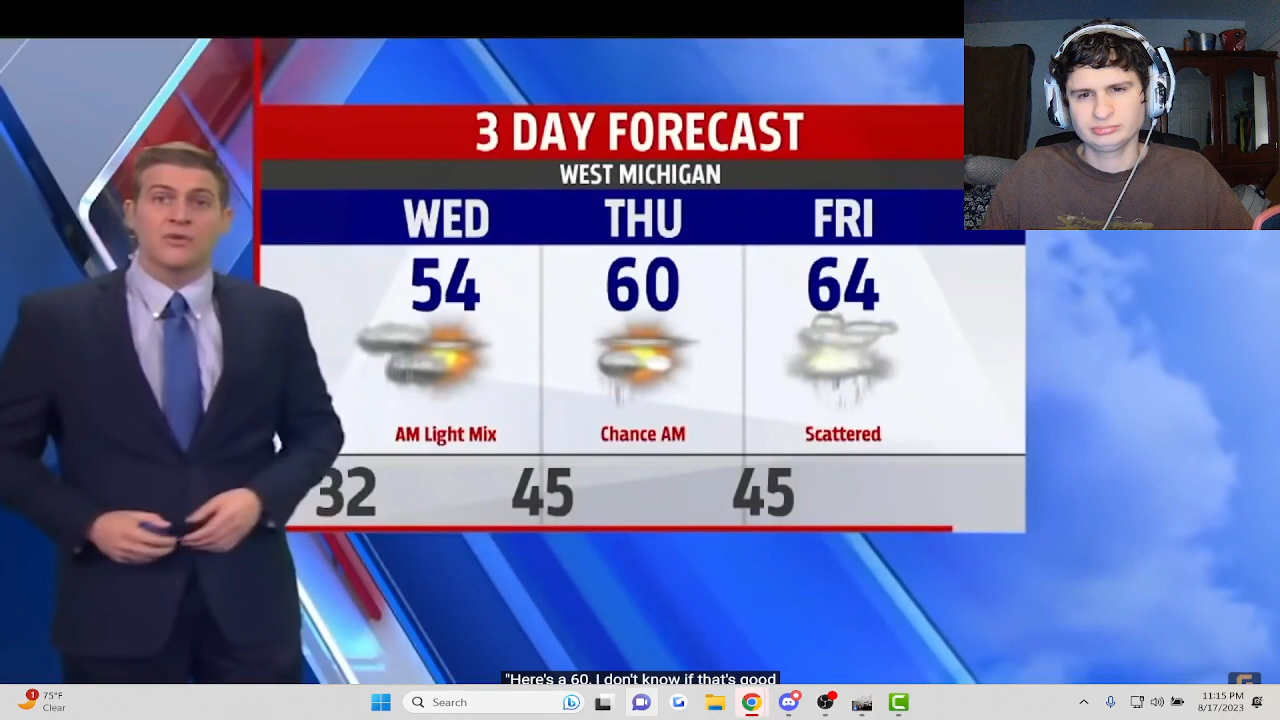 3 DAY FORECAST
WEST MICHIGAN
WED THU FRI
54 60 64
AM Light Mix Chance AM Scattered
32 45 45
"Here's a 60, I don't know if that's good
1
75°F
Clear
Search
11:15 PM
8/17/2023